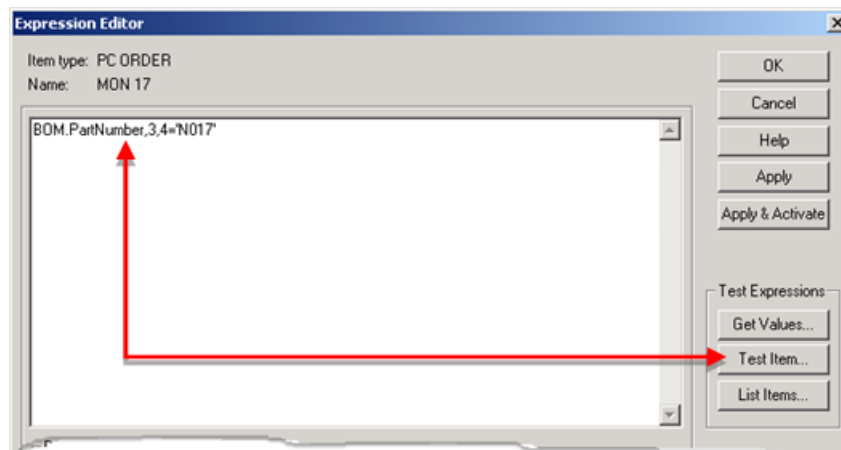 Expression Editor
Item type: PC ORDER
Name: MON 17
BOM.PartNumber,3,4='N017'
OK
Cancel
Help
Apply
Apply & Activate
Test Expressions
Get Values...
Test Item...
List Items...